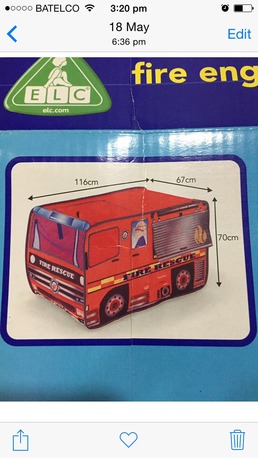 BATELCO 3:20 pm
18 May
6:36 pm
Edit
fire eng
ELC
elc.com
116cm
67cm
70cm
FIRE RESCUE
FIRE RESCUE